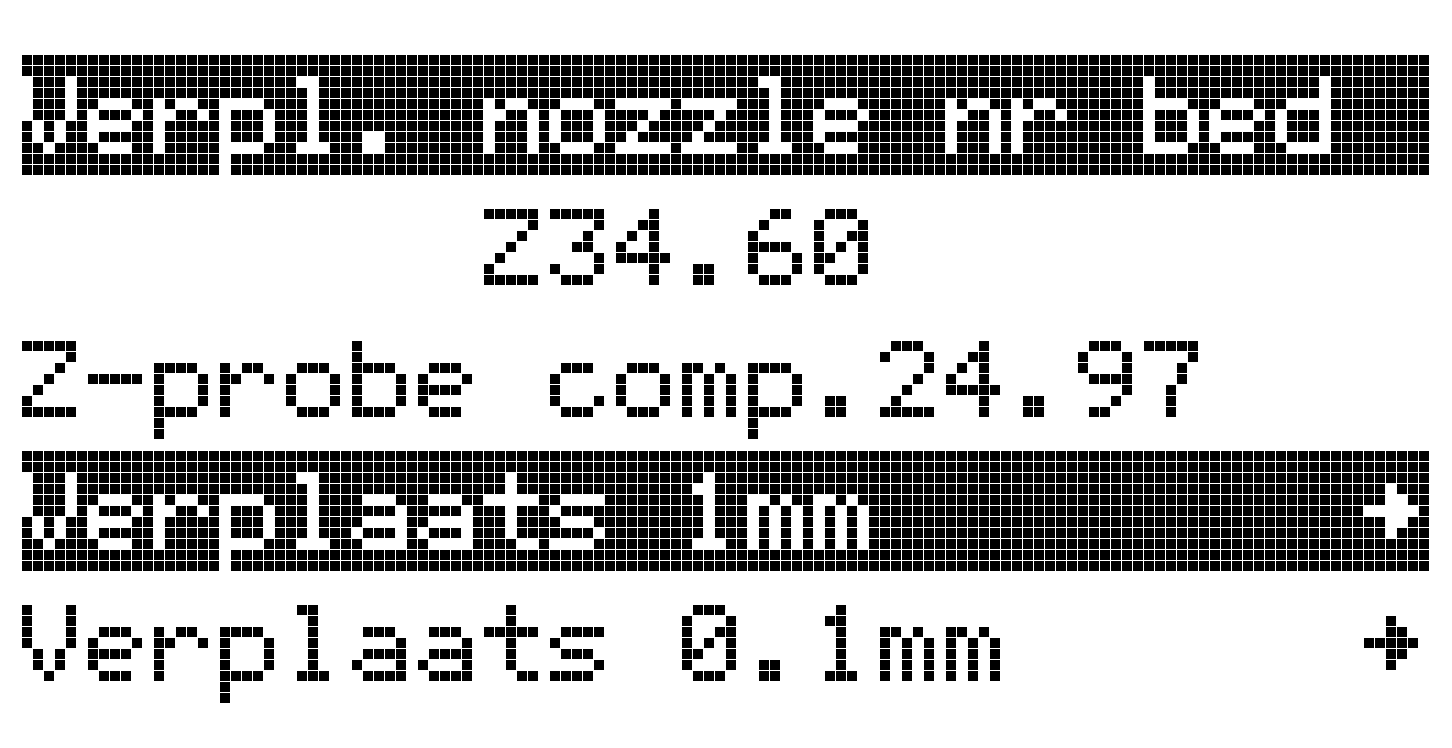 Verpl. nozzle nr bed
Z34.60
Z-probe comp.24.97
Verplaats 1mm →
Verplaats 0.1mm →